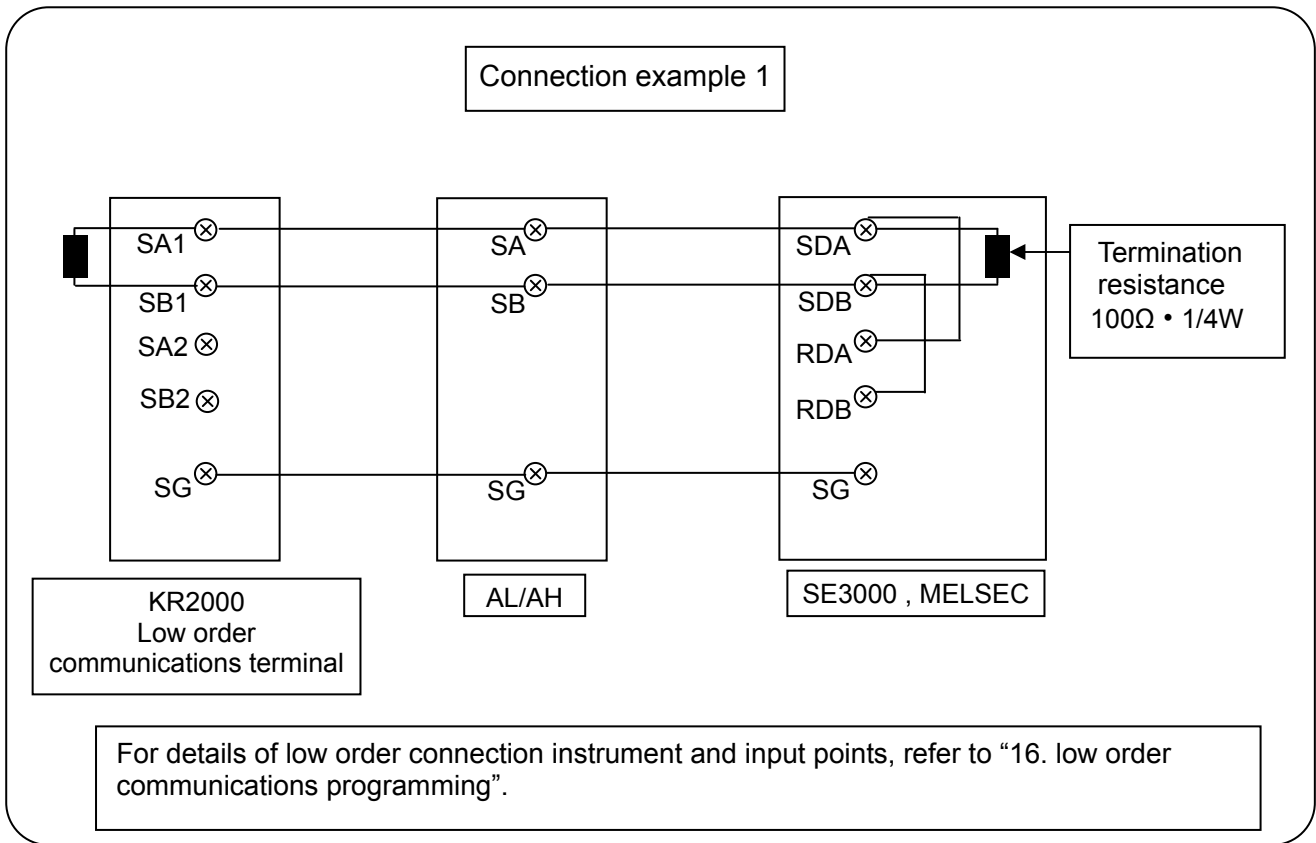 Connection example 1
SA1
SB1
SA2
SB2
SG
SA
SB
SG
SDA
SDB
RDA
RDB
SG
Termination
resistance
100Ω・1/4W
KR2000
Low order
communications terminal
AL/AH
SE3000 , MELSEC
For details of low order connection instrument and input points, refer to “16. low order
communications programming”.